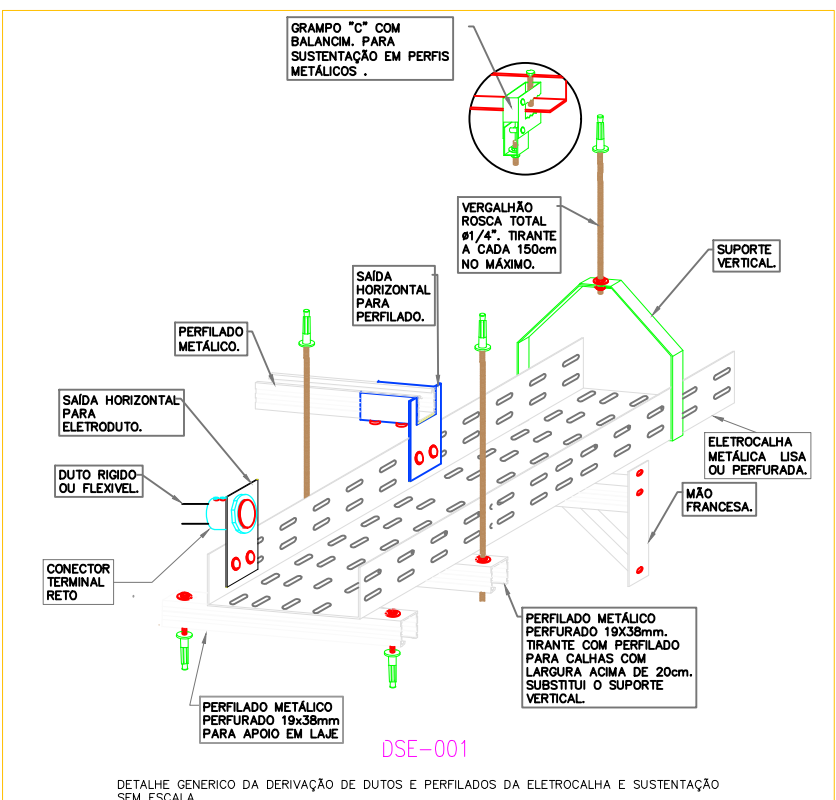 GRAMPO "C" COM
BALANCIM. PARA
SUSTENTAÇÃO EM PERFIS
METÁLICOS .
VERGALHÃO
ROSCA TOTAL
ø1/4". TIRANTE
A CADA 150cm
NO MÁXIMO.
SUPORTE
VERTICAL.
SAÍDA
HORIZONTAL
PARA
PERFILADO.
PERFILADO
METÁLICO.
SAÍDA HORIZONTAL
PARA
ELETRODUTO.
ELETROCALHA
METÁLICA LISA
OU PERFURADA.
DUTO RIGIDO
OU FLEXIVEL.
MÃO
FRANCESA.
CONECTOR
TERMINAL
RETO
PERFILADO METÁLICO
PERFURADO 19X38mm.
TIRANTE COM PERFILADO
PARA CALHAS COM
LARGURA ACIMA DE 20cm.
SUBSTITUI O SUPORTE
VERTICAL.
PERFILADO METÁLICO
PERFURADO 19x38mm
PARA APOIO EM LAJE
DSE-001
DETALHE GENERICO DA DERIVAÇÃO DE DUTOS E PERFILADOS DA ELETROCALHA E SUSTENTAÇÃO
SEM ESCALA